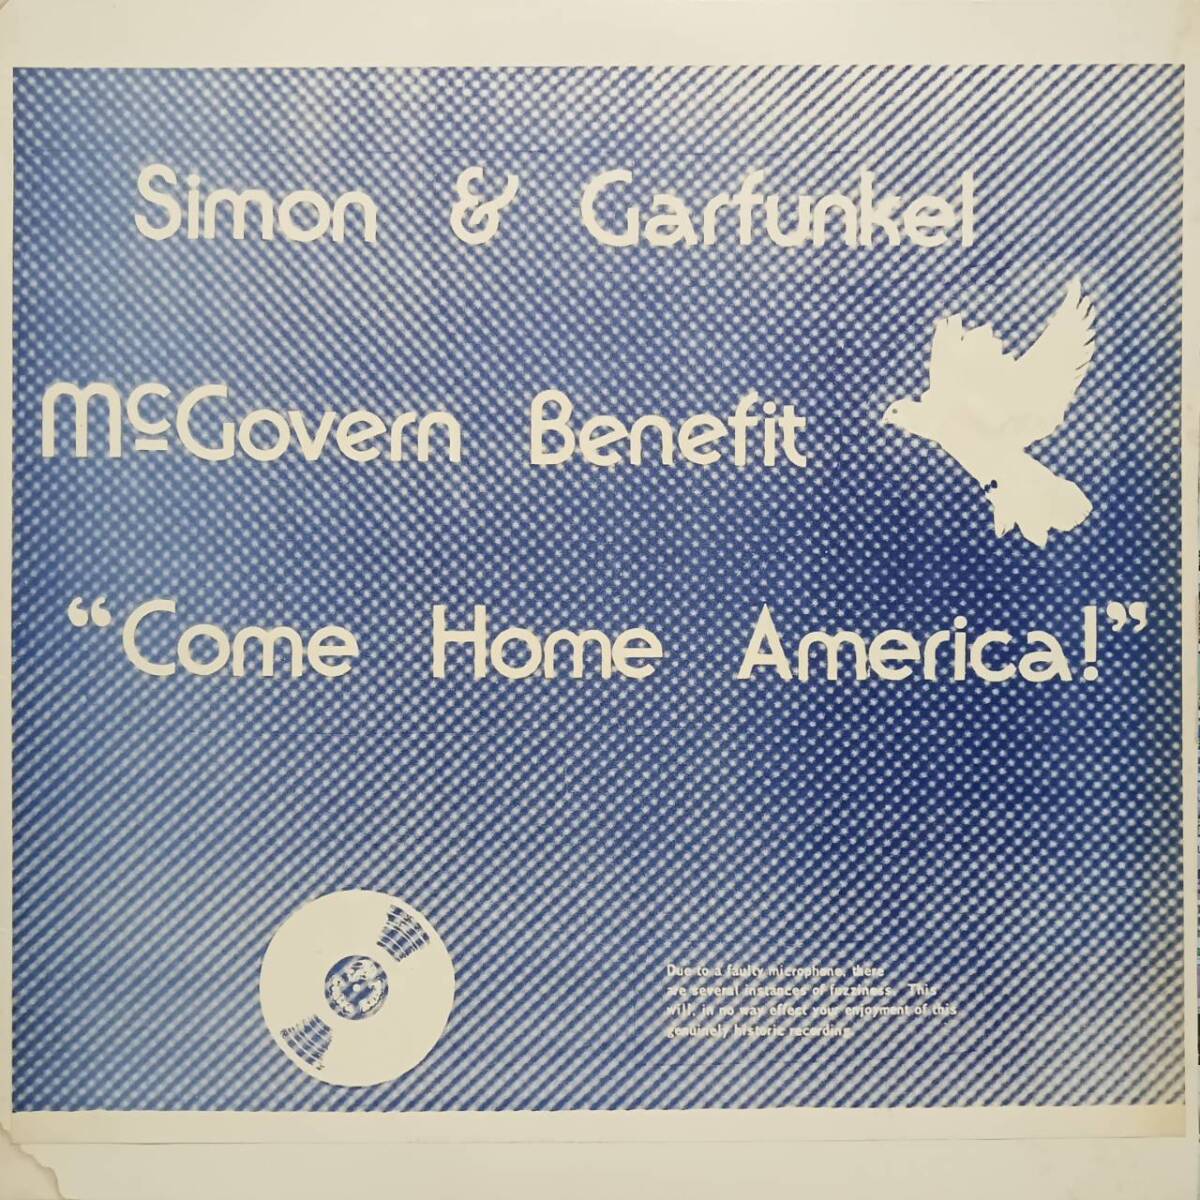 Simon & Garfunkel
McGovern Benefit
“Come Home America!”
Due to a faulty microphone, there
are several instances of fuzziness. This
will, in no way effect your enjoyment of this
genuinely historic recording.